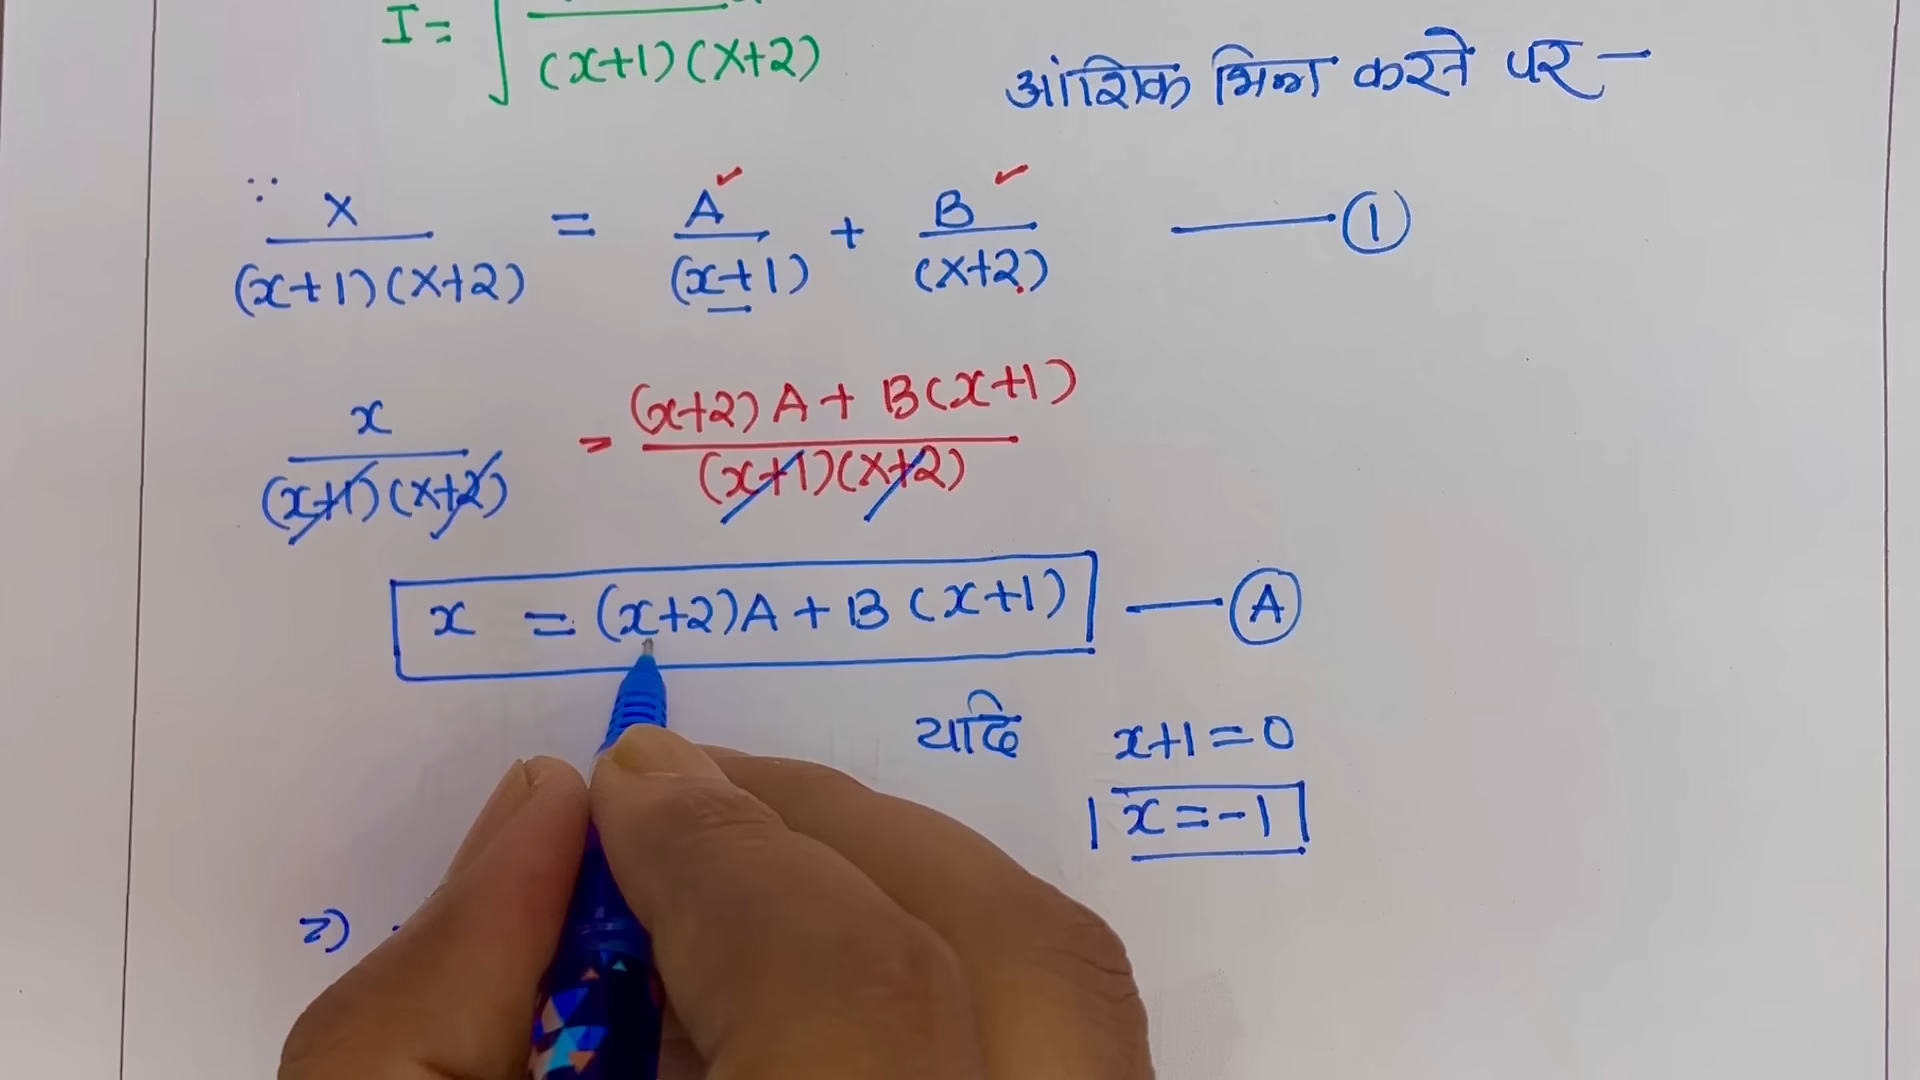 I = ∫ (x+1)(x+2)
आंशिक भिन्न करने पर –
∵ x/((x+1)(x+2)) = A/(x+1) + B/(x+2) —— ①
x/((x+1)(x+2)) = ((x+2)A + B(x+1))/((x+1)(x+2))
x = (x+2)A + B(x+1) —— Ⓐ
यदि x+1=0
x=-1